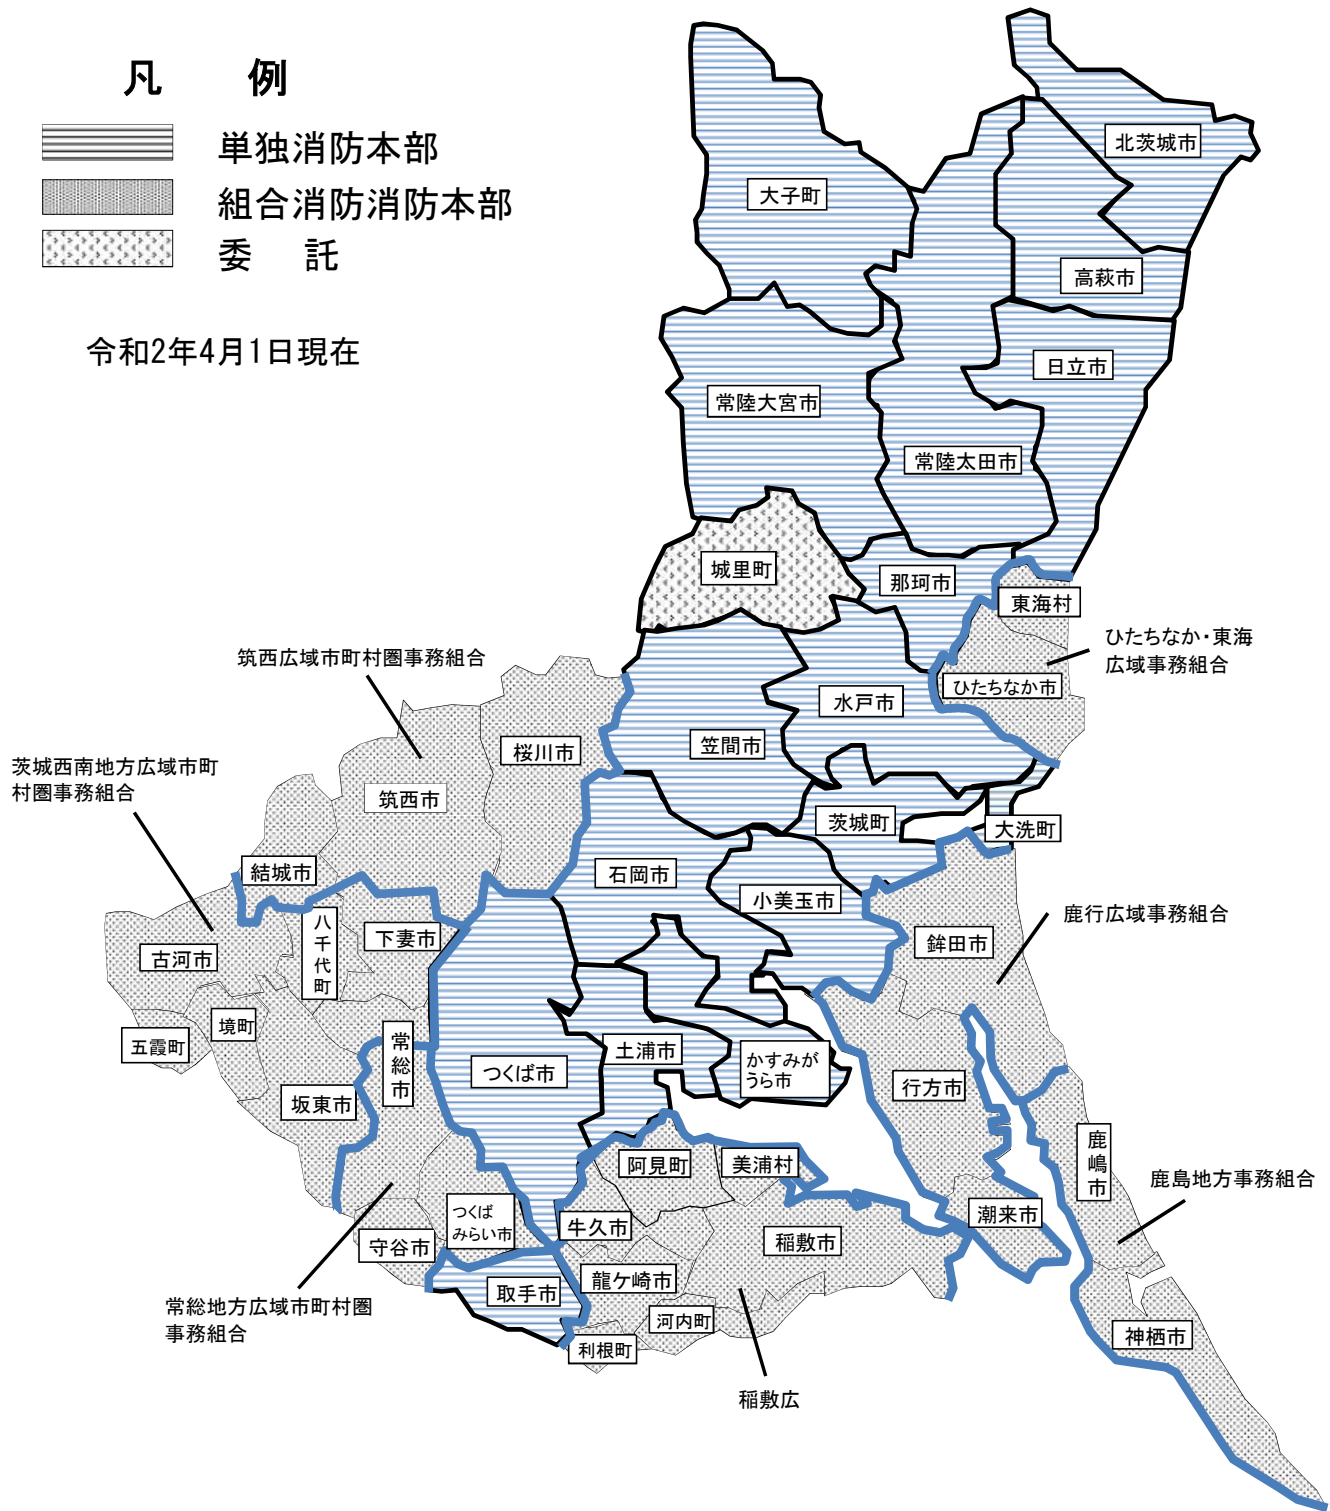 凡 例
単独消防本部
組合消防消防本部
委 託
令和2年4月1日現在
北茨城市
大子町
高萩市
日立市
常陸大宮市
常陸太田市
城里町
那珂市
東海村
ひたちなか・東海
広域事務組合
筑西広域市町村圏事務組合
ひたちなか市
水戸市
笠間市
桜川市
茨城西南地方広域市町
村圏事務組合
筑西市
茨城町
大洗町
結城市
石岡市
小美玉市
鹿行広域事務組合
八千代町
下妻市
鉾田市
古河市
境町
五霞町
常総市
土浦市
かすみが
うら市
つくば市
行方市
坂東市
鹿嶋市
阿見町
美浦村
鹿島地方事務組合
つくば
みらい市
牛久市
潮来市
守谷市
稲敷市
龍ケ崎市
取手市
常総地方広域市町村圏
事務組合
河内町
神栖市
利根町
稲敷広